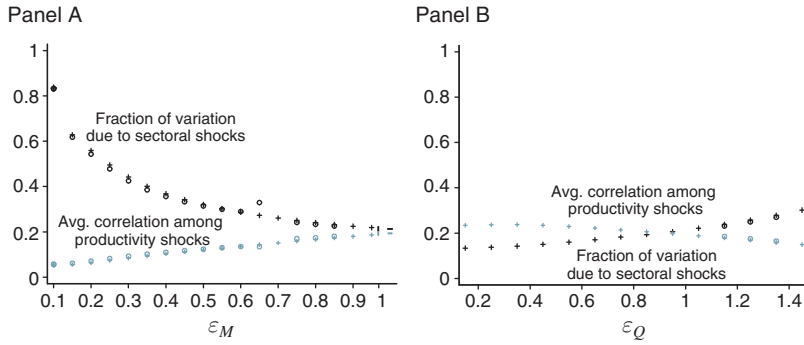 Panel A
1
0.8
0.6
0.4
0.2
0
Fraction of variation
due to sectoral shocks
Avg. correlation among
productivity shocks
0.1 0.2 0.3 0.4 0.5 0.6 0.7 0.8 0.9 1
ε_M
Panel B
1
0.8
0.6
0.4
0.2
0
Avg. correlation among
productivity shocks
Fraction of variation
due to sectoral shocks
0.2 0.4 0.6 0.8 1 1.2 1.4
ε_Q